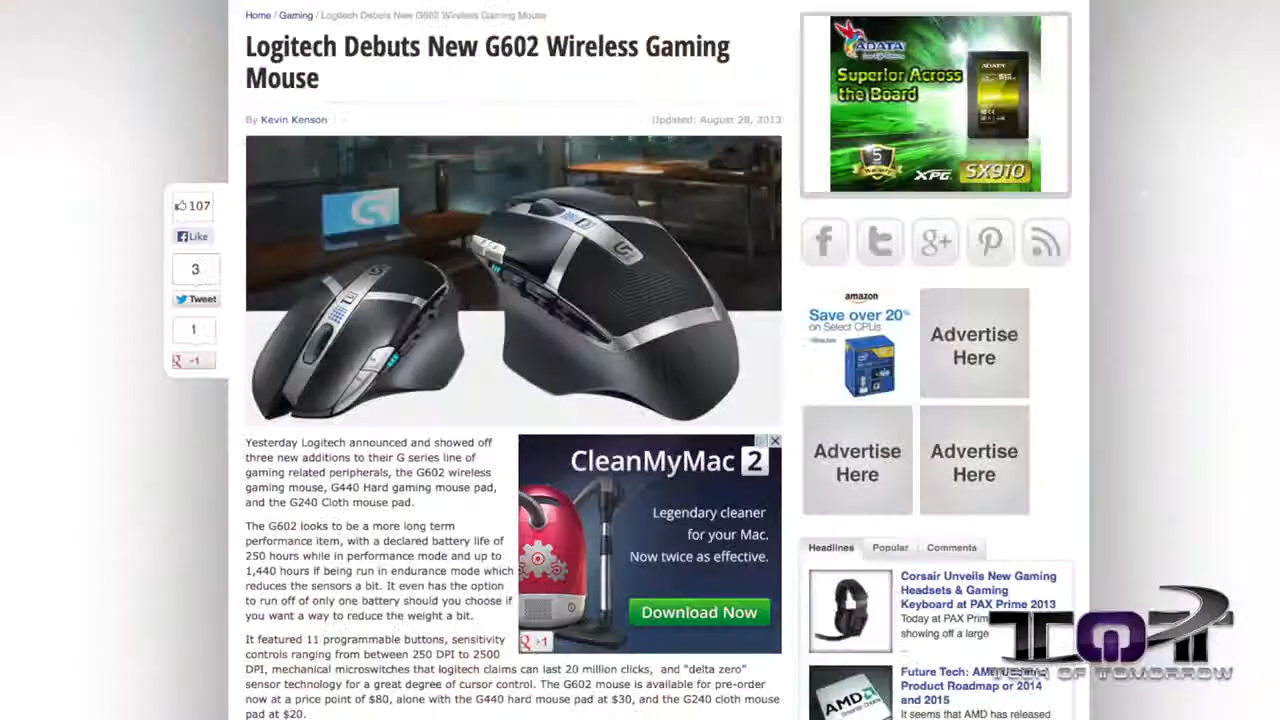 Home / Gaming / Logitech Debuts New G602 Wireless Gaming Mouse
Logitech Debuts New G602 Wireless Gaming
Mouse
By Kevin Kenson
Updated: August 28, 2013
107
Like
3
Tweet
1
+1
Yesterday Logitech announced and showed off
three new additions to their G series line of
gaming related peripherals, the G602 wireless
gaming mouse, G440 Hard gaming mouse pad,
and the G240 Cloth mouse pad.
The G602 looks to be a more long term
performance item, with a declared battery life of
250 hours while in performance mode and up to
1,440 hours if being run in endurance mode which
reduces the sensors a bit. It even has the option
to run off of only one battery should you choose if
you want a way to reduce the weight a bit.
It featured 11 programmable buttons, sensitivity
controls ranging from between 250 DPI to 2500
DPI, mechanical microswitches that logitech claims can last 20 million clicks, and "delta zero"
sensor technology for a great degree of cursor control. The G602 mouse is available for pre-order
now at a price point of $80, alone with the G440 hard mouse pad at $30, and the G240 cloth mouse
pad at $20.
CleanMyMac 2
Legendary cleaner
for your Mac.
Now twice as effective.
Download Now
+1
ADATA
Superior Across
the Board
5
XPG SX910
amazon
Save over 20%
on Select CPUs
Advertise
Here
Advertise
Here
Advertise
Here
Headlines Popular Comments
Corsair Unveils New Gaming
Headsets & Gaming
Keyboard at PAX Prime 2013
Today at PAX Prim
showing off a large
Future Tech:
Product Roadmap or 2014
and 2015
It seems that AMD has released
AMD
TOT
TECH OF TOMORROW